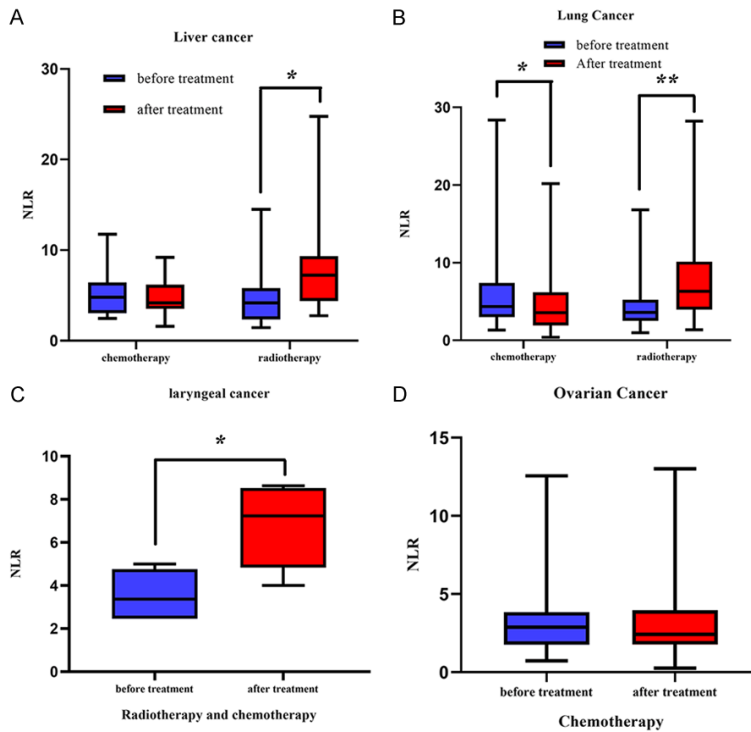 A
Liver cancer
before treatment
after treatment
*
30
20
10
0
NLR
chemotherapy
radiotherapy
B
Lung Cancer
before treatment
After treatment
*
**
30
20
10
0
NLR
chemotherapy
radiotherapy
C
laryngeal cancer
*
10
8
6
4
2
0
NLR
before treatment
after treatment
Radiotherapy and chemotherapy
D
Ovarian Cancer
15
10
5
0
NLR
before treatment
after treatment
Chemotherapy